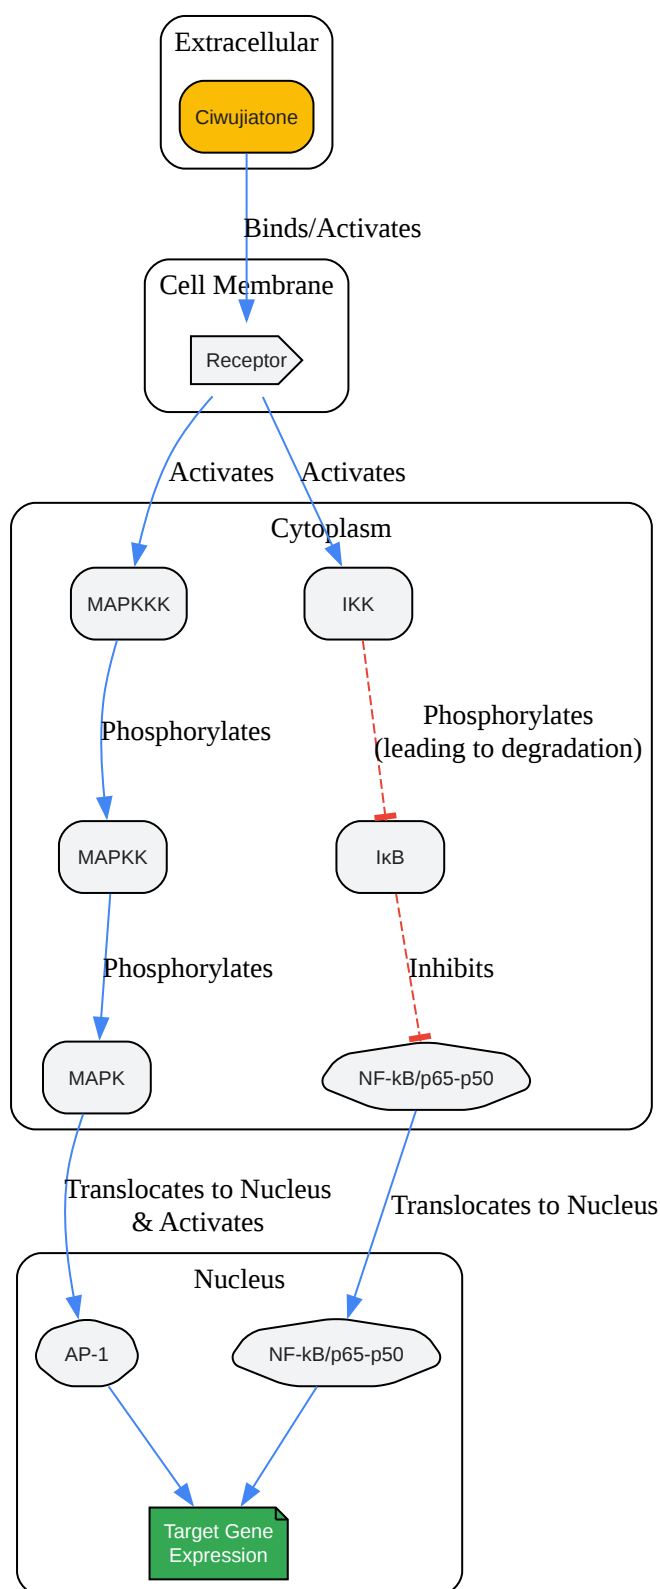 Extracellular
Ciwujiatone
Binds/Activates
Cell Membrane
Receptor
Activates
Activates
Cytoplasm
MAPKKK
IKK
Phosphorylates
Phosphorylates
(leading to degradation)
MAPKK
IκB
Phosphorylates
Inhibits
MAPK
NF-kB/p65-p50
Translocates to Nucleus
& Activates
Translocates to Nucleus
Nucleus
AP-1
NF-kB/p65-p50
Target Gene
Expression